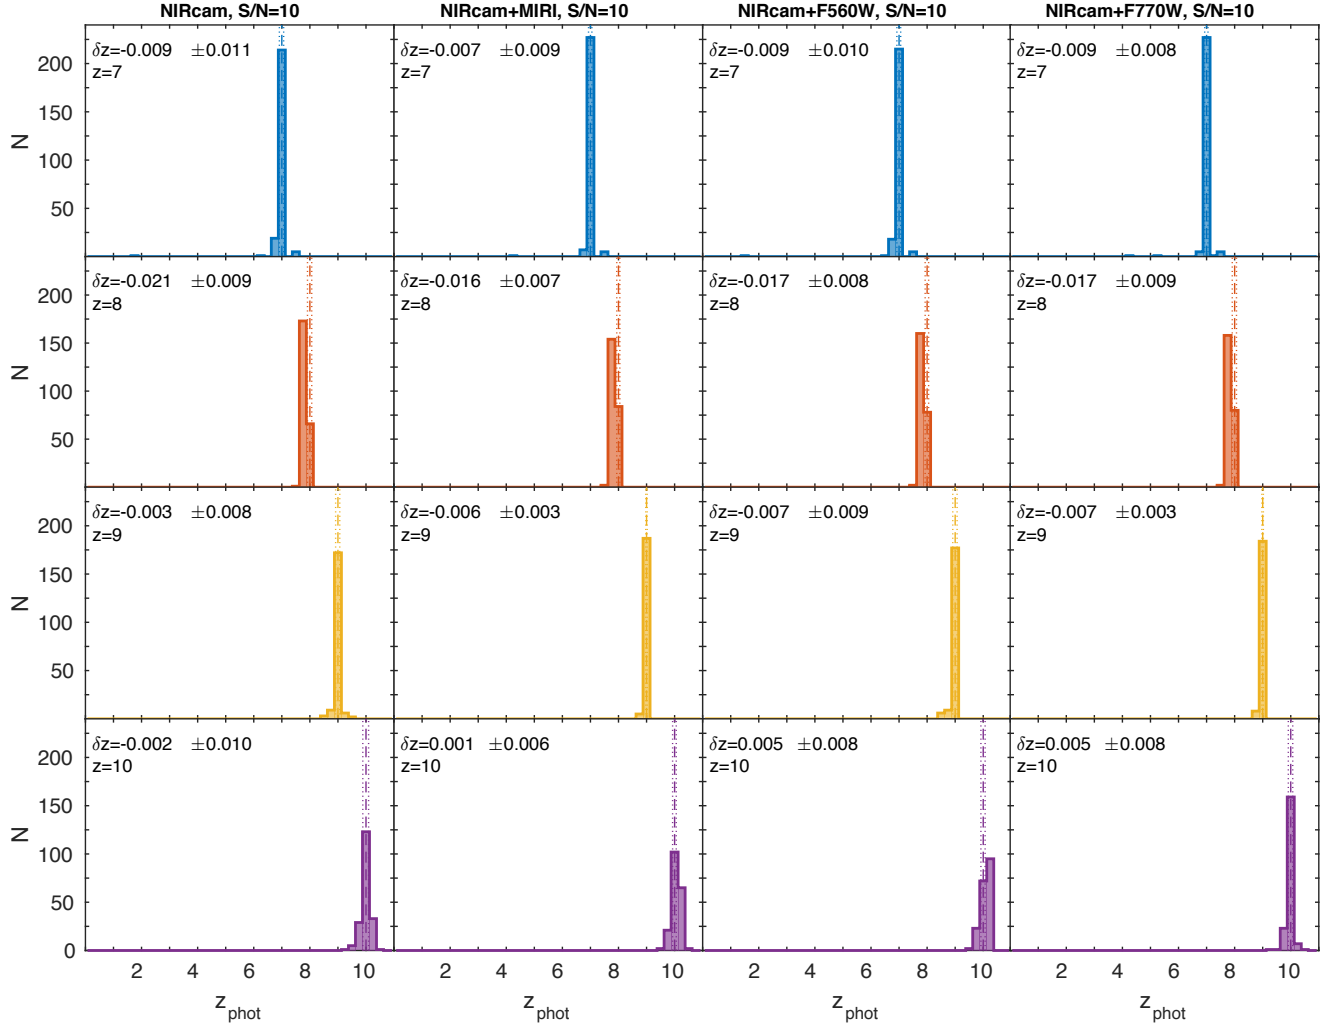 NIRcam, S/N=10 NIRcam+MIRI, S/N=10 NIRcam+F560W, S/N=10 NIRcam+F770W, S/N=10
δz=-0.009 ±0.011 δz=-0.007 ±0.009 δz=-0.009 ±0.010 δz=-0.009 ±0.008
z=7 z=7 z=7 z=7
200
150
N
100
50
δz=-0.021 ±0.009 δz=-0.016 ±0.007 δz=-0.017 ±0.008 δz=-0.017 ±0.009
z=8 z=8 z=8 z=8
200
150
N
100
50
δz=-0.003 ±0.008 δz=-0.006 ±0.003 δz=-0.007 ±0.009 δz=-0.007 ±0.003
z=9 z=9 z=9 z=9
200
150
N
100
50
δz=-0.002 ±0.010 δz=0.001 ±0.006 δz=0.005 ±0.008 δz=0.005 ±0.008
z=10 z=10 z=10 z=10
200
150
N
100
50
0
2 4 6 8 10 2 4 6 8 10 2 4 6 8 10 2 4 6 8 10
z_phot z_phot z_phot z_phot